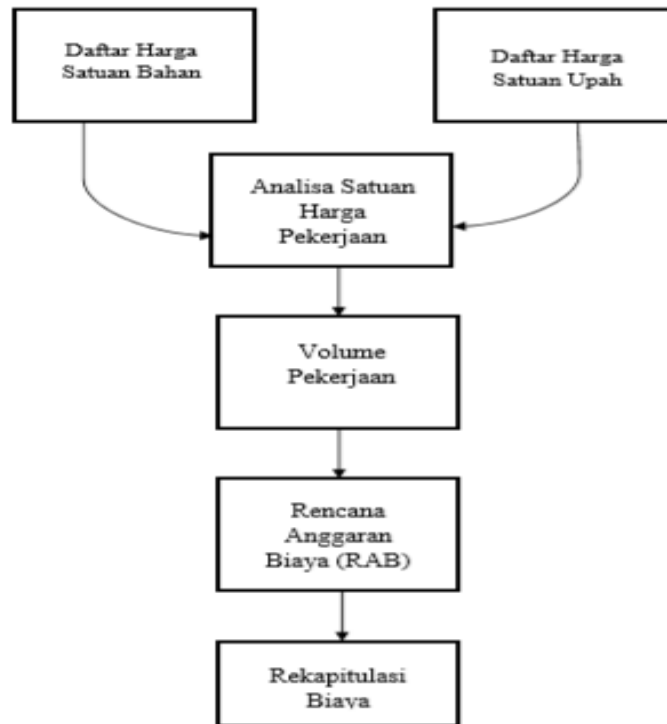 Daftar Harga
Satuan Bahan
Daftar Harga
Satuan Upah
Analisa Satuan
Harga
Pekerjaan
Volume
Pekerjaan
Rencana
Anggaran
Biaya (RAB)
Rekapitulasi
Biaya